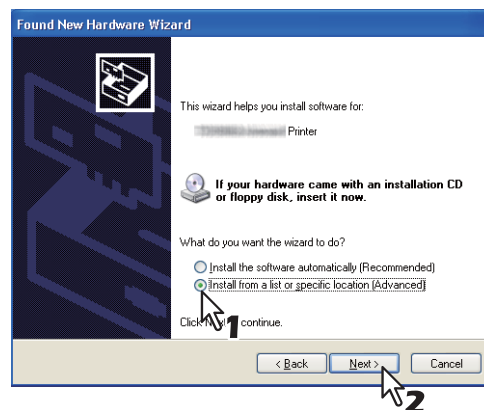 Found New Hardware Wizard
This wizard helps you install software for:
Printer
If your hardware came with an installation CD
or floppy disk, insert it now.
What do you want the wizard to do?
Install the software automatically (Recommended)
Install from a list or specific location (Advanced)
Click Next continue.
1
< Back
Next >
Cancel
2